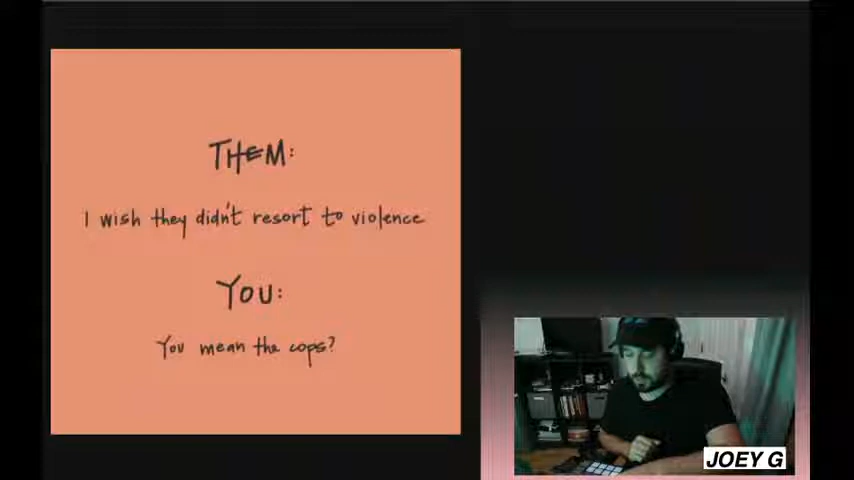 THEM:
I wish they didn't resort to violence
YOU:
You mean the cops?
JOEY G